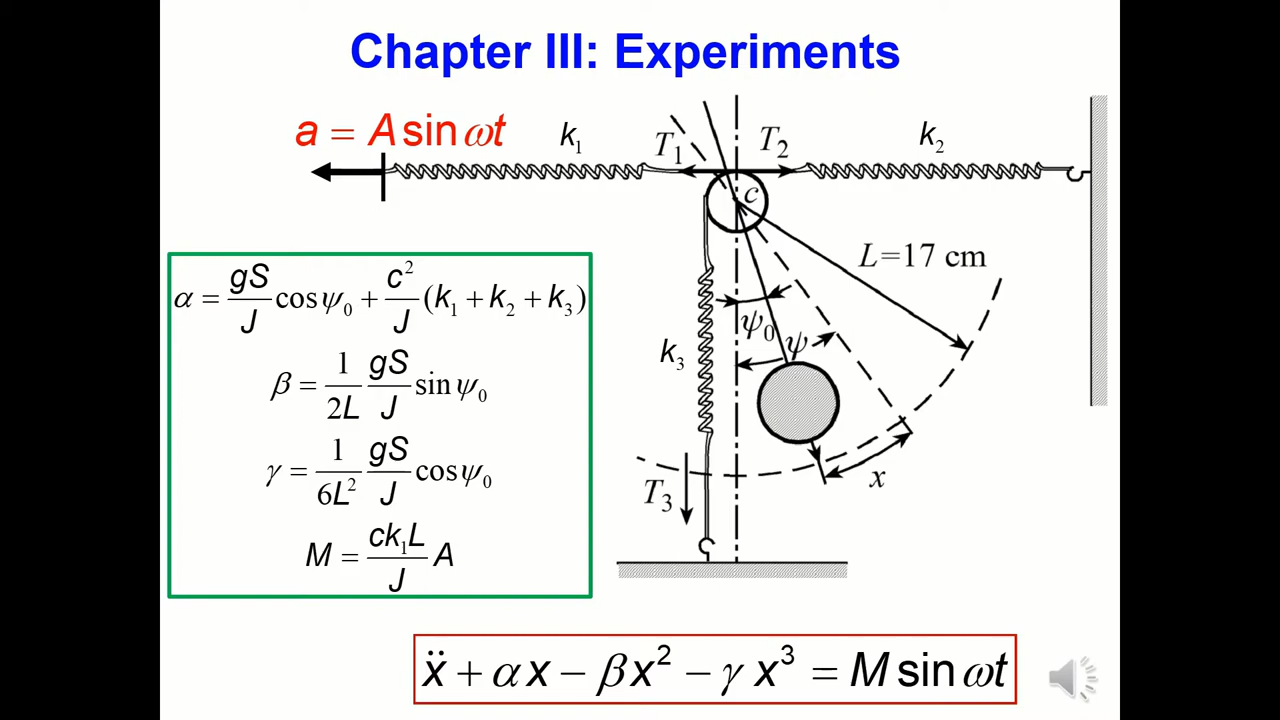 Chapter III: Experiments
a = A sin ωt
k₁
T₁
T₂
k₂
c
L=17 cm
α = gS/J cos ψ₀ + c²/J (k₁ + k₂ + k₃)
β = 1/2L gS/J sin ψ₀
γ = 1/6L² gS/J cos ψ₀
M = ck₁L/J A
k₃
ψ₀
ψ
x
T₃
ẍ + αx − βx² − γx³ = M sin ωt